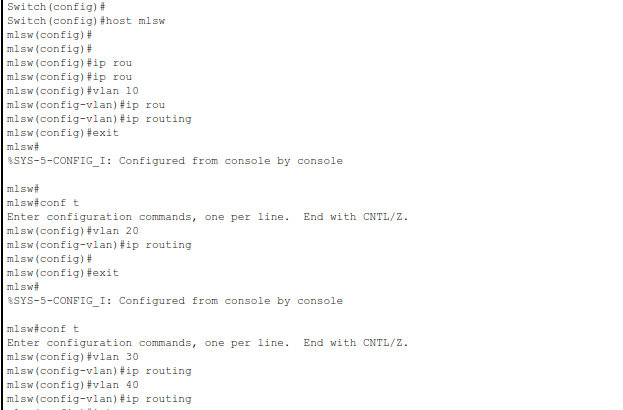 Switch(config)#
Switch(config)#host mlsw
mlsw(config)#
mlsw(config)#
mlsw(config)#ip rou
mlsw(config)#ip rou
mlsw(config)#vlan 10
mlsw(config-vlan)#ip rou
mlsw(config-vlan)#ip routing
mlsw(config)#exit
mlsw#
%SYS-5-CONFIG_I: Configured from console by console
mlsw#
mlsw#conf t
Enter configuration commands, one per line.  End with CNTL/Z.
mlsw(config)#vlan 20
mlsw(config-vlan)#ip routing
mlsw(config)#
mlsw(config)#exit
mlsw#
%SYS-5-CONFIG_I: Configured from console by console
mlsw#conf t
Enter configuration commands, one per line.  End with CNTL/Z.
mlsw(config)#vlan 30
mlsw(config-vlan)#ip routing
mlsw(config)#vlan 40
mlsw(config-vlan)#ip routing